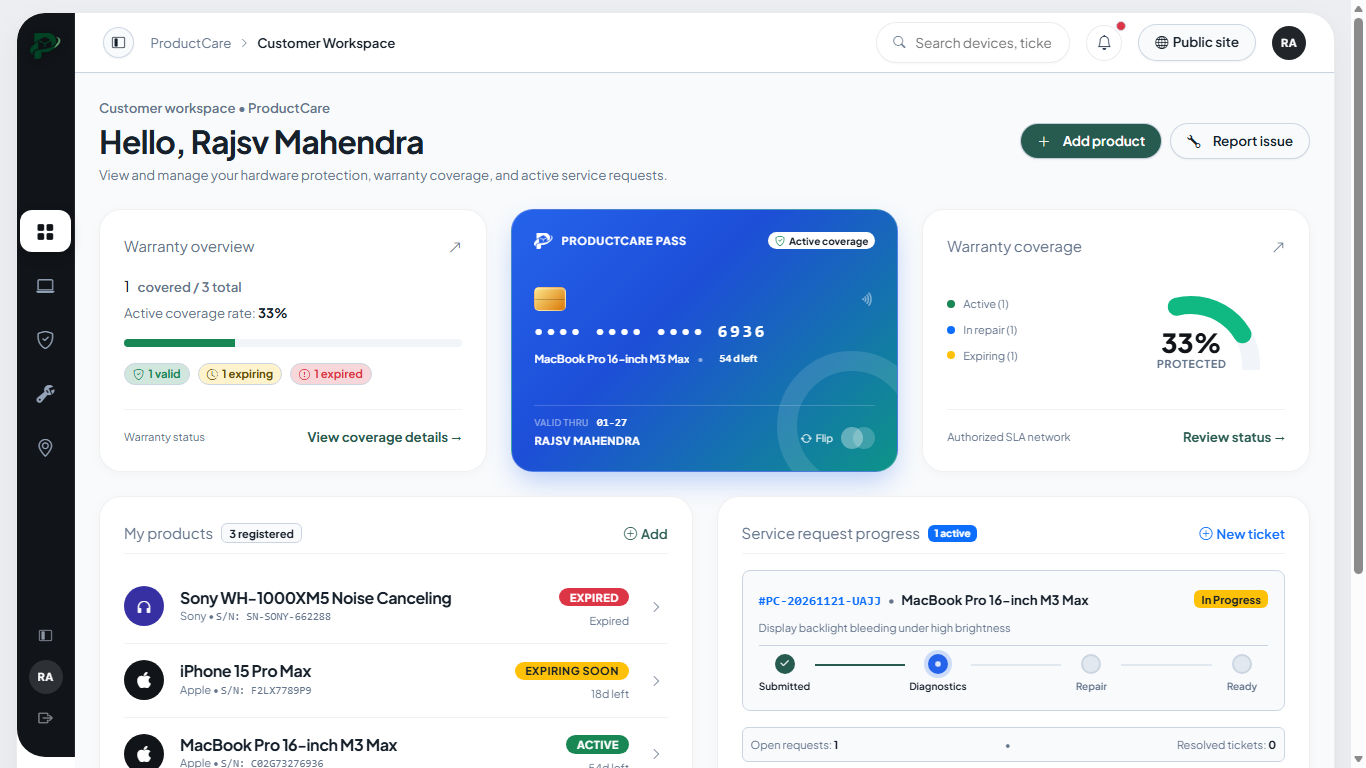 ProductCare > Customer Workspace
Search devices, ticke
Public site
RA
Customer workspace • ProductCare
Hello, Rajsv Mahendra
View and manage your hardware protection, warranty coverage, and active service requests.
+ Add product
Report issue
Warranty overview
1 covered / 3 total
Active coverage rate: 33%
1 valid
1 expiring
1 expired
Warranty status
View coverage details →
PRODUCTCARE PASS
Active coverage
•••• •••• •••• 6936
MacBook Pro 16-inch M3 Max • 54d left
VALID THRU 01-27
RAJSV MAHENDRA
Flip
Warranty coverage
Active (1)
In repair (1)
Expiring (1)
33%
PROTECTED
Authorized SLA network
Review status →
My products
3 registered
Add
Sony WH-1000XM5 Noise Canceling
Sony • S/N: SN-SONY-662288
EXPIRED
Expired
iPhone 15 Pro Max
Apple • S/N: F2LX7789P9
EXPIRING SOON
18d left
MacBook Pro 16-inch M3 Max
Apple • S/N: C02G73276936
ACTIVE
54d left
Service request progress
1 active
New ticket
#PC-20261121-UAJJ • MacBook Pro 16-inch M3 Max
In Progress
Display backlight bleeding under high brightness
Submitted
Diagnostics
Repair
Ready
Open requests: 1
•
Resolved tickets: 0
RA